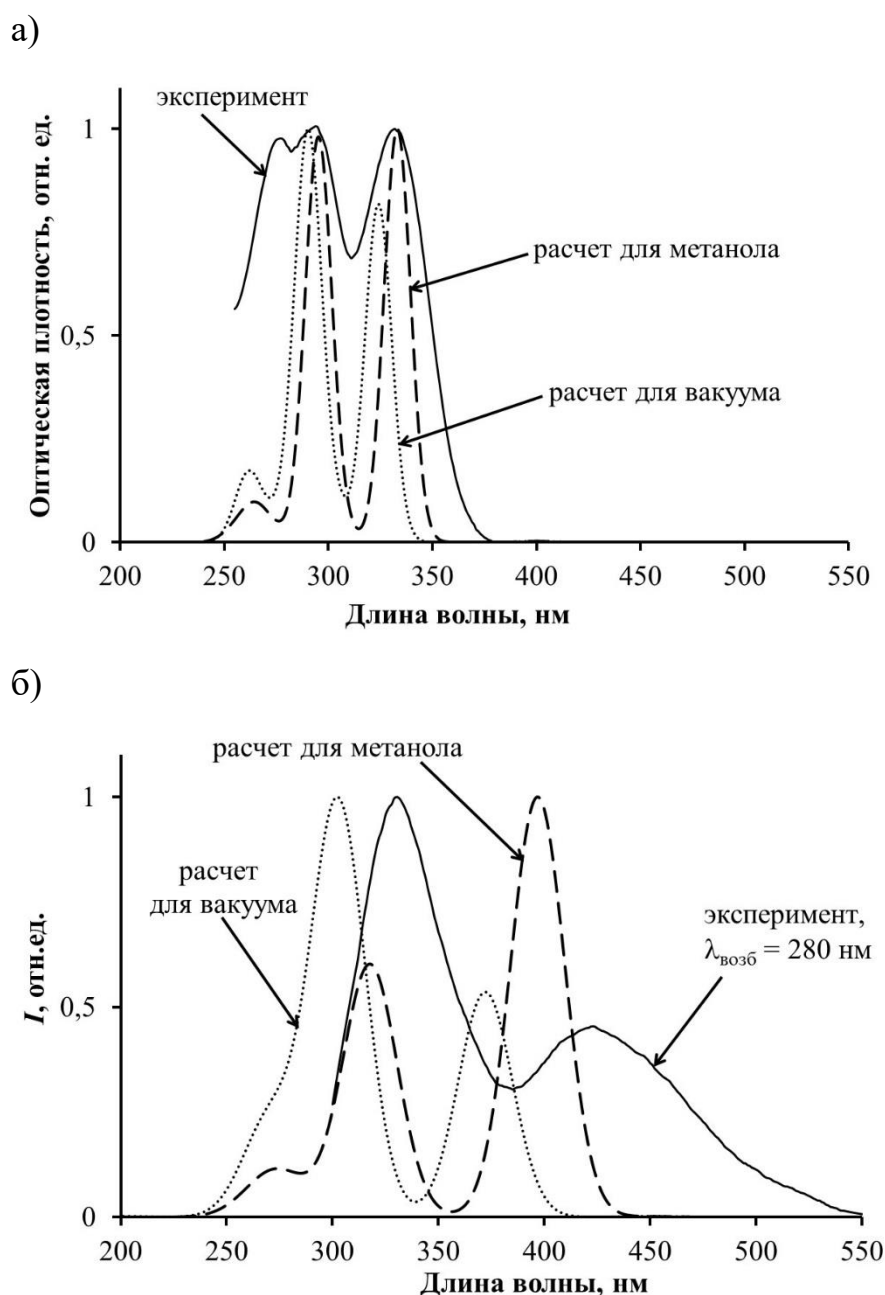 а)
эксперимент
Оптическая плотность, отн. ед.
1
0,5
0
расчет для метанола
расчет для вакуума
200 250 300 350 400 450 500 550
Длина волны, нм
б)
расчет для метанола
I, отн.ед.
1
0,5
0
расчет
для вакуума
эксперимент,
λвозб = 280 нм
200 250 300 350 400 450 500 550
Длина волны, нм